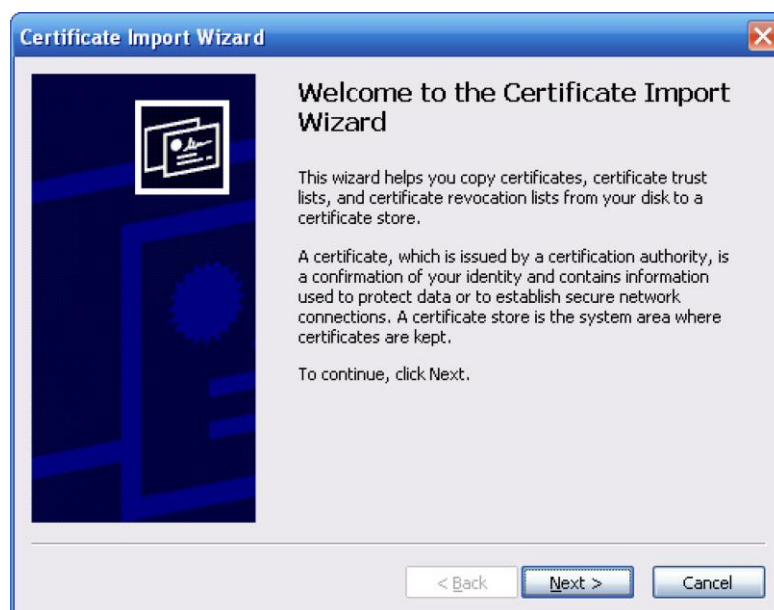 Certificate Import Wizard
Welcome to the Certificate Import
Wizard
This wizard helps you copy certificates, certificate trust
lists, and certificate revocation lists from your disk to a
certificate store.
A certificate, which is issued by a certification authority, is
a confirmation of your identity and contains information
used to protect data or to establish secure network
connections. A certificate store is the system area where
certificates are kept.
To continue, click Next.
< Back Next > Cancel